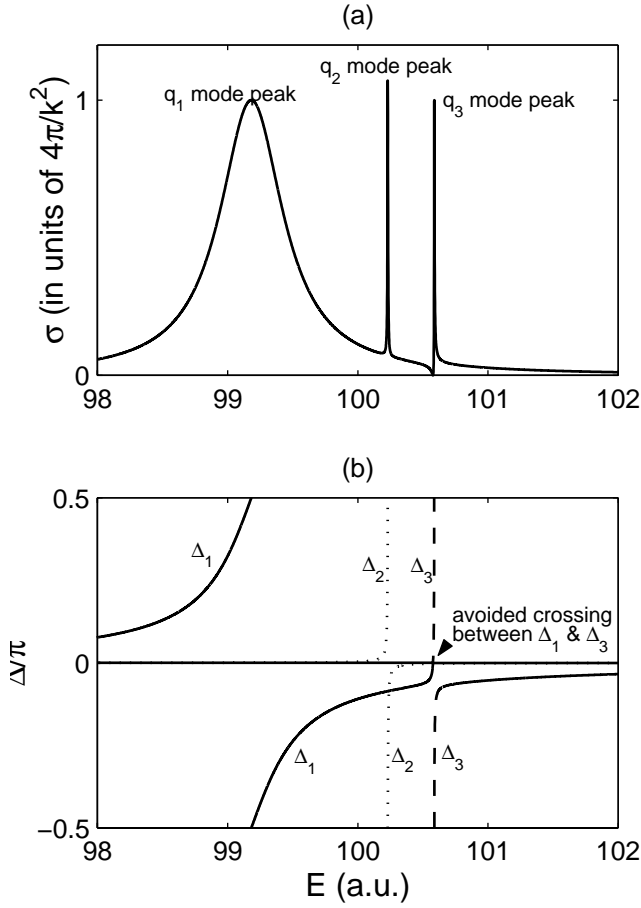 (a)
σ (in units of 4π/k²)
q₁ mode peak
q₂ mode peak
q₃ mode peak
1
0
98
99
100
101
102
(b)
Δ/π
0.5
0
−0.5
Δ₁
Δ₂
Δ₃
avoided crossing
between Δ₁ & Δ₃
Δ₁
Δ₂
Δ₃
98
99
100
101
102
E (a.u.)